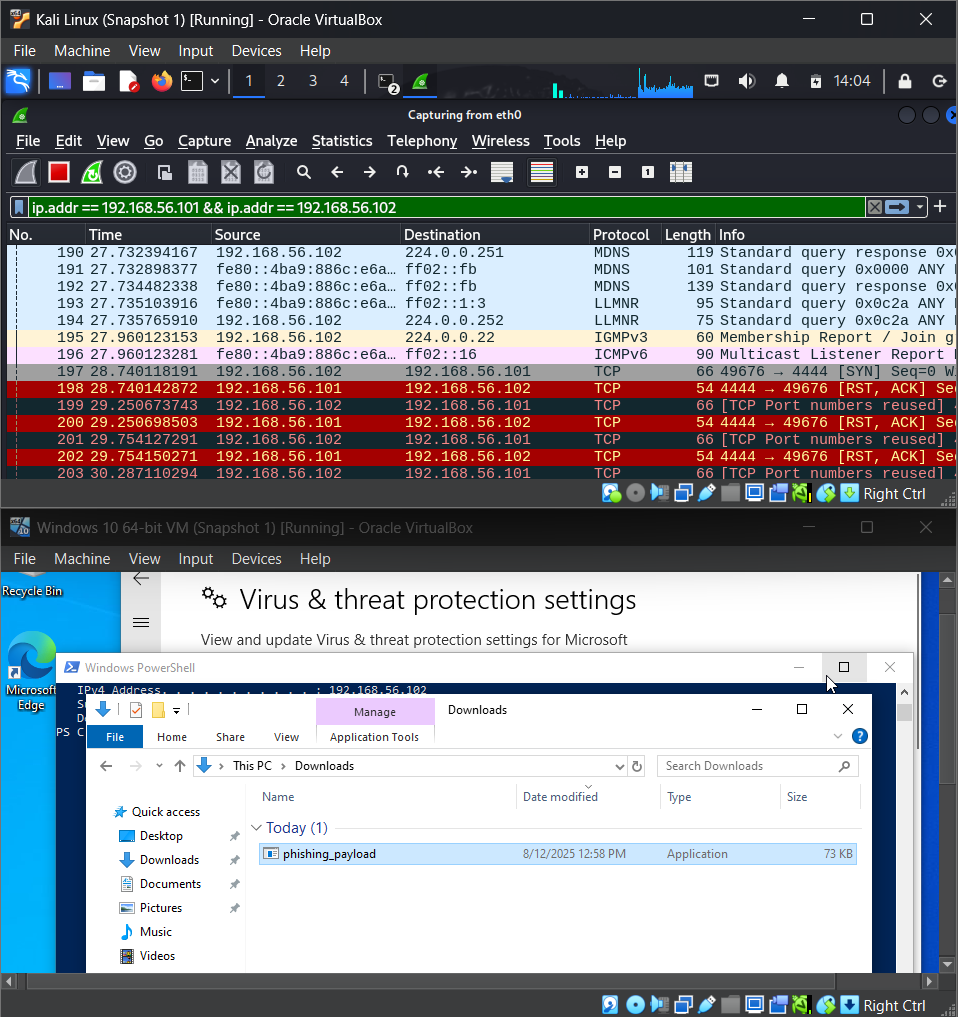 Kali Linux (Snapshot 1) [Running] - Oracle VirtualBox
File Machine View Input Devices Help
1 2 3 4 2 14:04
Capturing from eth0
File Edit View Go Capture Analyze Statistics Telephony Wireless Tools Help
ip.addr == 192.168.56.101 && ip.addr == 192.168.56.102
No. Time Source Destination Protocol Length Info
190 27.732394167 192.168.56.102 224.0.0.251 MDNS 119 Standard query response 0x0
191 27.732898377 fe80::4ba9:886c:e6a… ff02::fb MDNS 101 Standard query 0x0000 ANY
192 27.734482338 fe80::4ba9:886c:e6a… ff02::fb MDNS 139 Standard query response 0x0
193 27.735103916 fe80::4ba9:886c:e6a… ff02::1:3 LLMNR 95 Standard query 0x0c2a ANY
194 27.735765910 192.168.56.102 224.0.0.252 LLMNR 75 Standard query 0x0c2a ANY
195 27.960123153 192.168.56.102 224.0.0.22 IGMPv3 60 Membership Report / Join g
196 27.960123281 fe80::4ba9:886c:e6a… ff02::16 ICMPv6 90 Multicast Listener Report
197 28.740118191 192.168.56.102 192.168.56.101 TCP 66 49676 → 4444 [SYN] Seq=0 W
198 28.740142872 192.168.56.101 192.168.56.102 TCP 54 4444 → 49676 [RST, ACK] Se
199 29.250673743 192.168.56.102 192.168.56.101 TCP 66 [TCP Port numbers reused]
200 29.250698503 192.168.56.101 192.168.56.102 TCP 54 4444 → 49676 [RST, ACK] Se
201 29.754127291 192.168.56.102 192.168.56.101 TCP 66 [TCP Port numbers reused]
202 29.754150271 192.168.56.101 192.168.56.102 TCP 54 4444 → 49676 [RST, ACK] Se
203 30.287110294 192.168.56.102 192.168.56.101 TCP 66 [TCP Port numbers reused]
Right Ctrl
Windows 10 64-bit VM (Snapshot 1) [Running] - Oracle VirtualBox
File Machine View Input Devices Help
Recycle Bin
Virus & threat protection settings
View and update Virus & threat protection settings for Microsoft
Microsoft Edge
Windows PowerShell
IPv4 Address. . . . . . . . . . . : 192.168.56.102
PS C
Manage Downloads
File Home Share View Application Tools
This PC Downloads Search Downloads
Name Date modified Type Size
Quick access
Today (1)
Desktop
phishing_payload 8/12/2025 12:58 PM Application 73 KB
Downloads
Documents
Pictures
Music
Videos
Right Ctrl